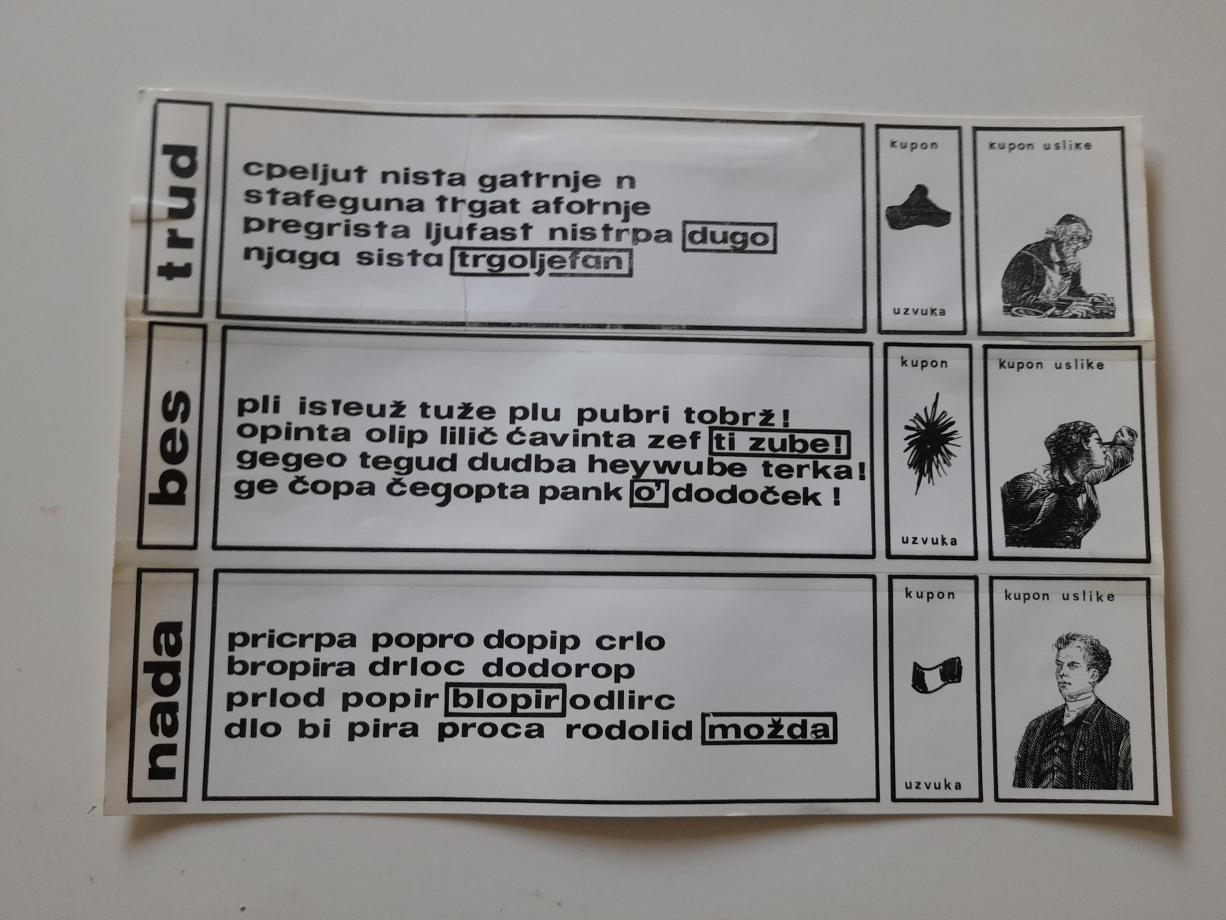 trud
cpeljut nista gatrnje n
stafeguna trgat afornje
pregrista ljufast nistrpa dugo
njaga sista trgoljefan
kupon
uzvuka
kupon uslike
bes
pli isteuž tuže plu pubri tobrž!
opinta olip lilič ćavinta zef ti zube!
gegeo tegud dudba heywube terka!
ge čopa čegopta pank o' dodoček !
kupon
uzvuka
kupon uslike
nada
pricrpa popro dopip crlo
bropira drloc dodorop
prlod popir blopir odlirc
dlo bi pira proca rodolid možda
kupon
uzvuka
kupon uslike